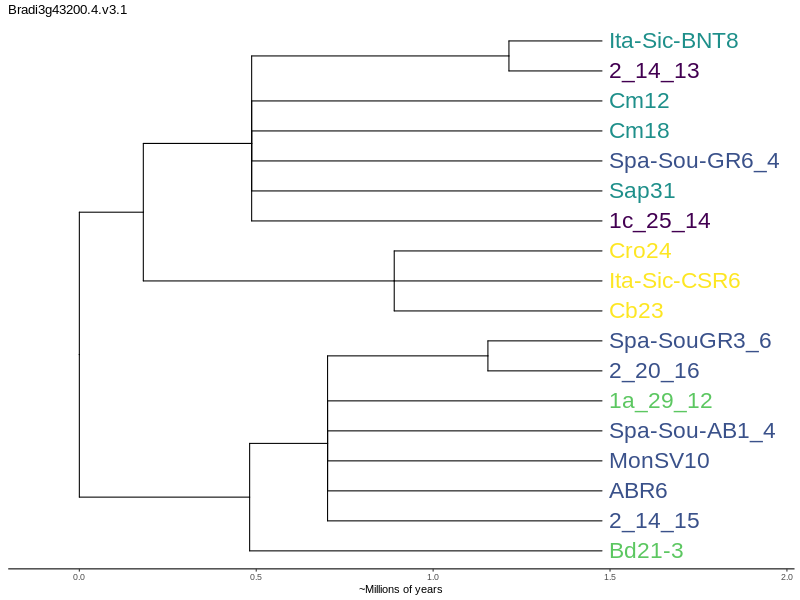 Bradi3g43200.4.v3.1
Ita-Sic-BNT8
2_14_13
Cm12
Cm18
Spa-Sou-GR6_4
Sap31
1c_25_14
Cro24
Ita-Sic-CSR6
Cb23
Spa-SouGR3_6
2_20_16
1a_29_12
Spa-Sou-AB1_4
MonSV10
ABR6
2_14_15
Bd21-3
0.0 0.5 1.0 1.5 2.0
~Millions of years